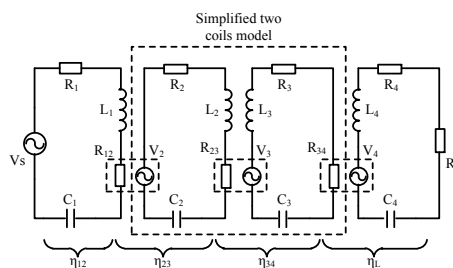 Simplified two
coils model
R1 R2 R3 R4
L1 L2 L3 L4
Vs R12 V2 R23 V3 R34 V4 R
C1 C2 C3 C4
η12 η23 η34 ηL